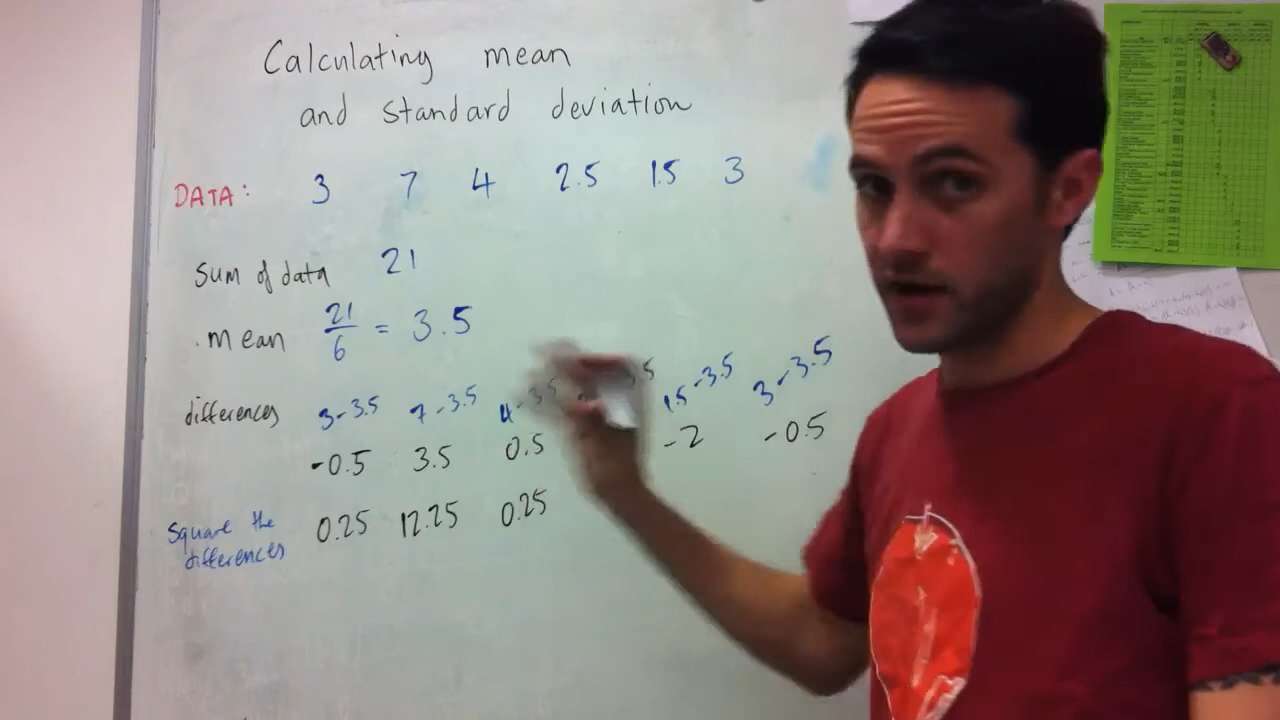 Calculating mean
and standard deviation
DATA: 3 7 4 2.5 1.5 3
sum of data 21
mean 21/6 = 3.5
differences 3-3.5 7-3.5 4-3.5 3.5 1.5-3.5 3-3.5
-0.5 3.5 0.5 -2 -0.5
Square the differences 0.25 12.25 0.25